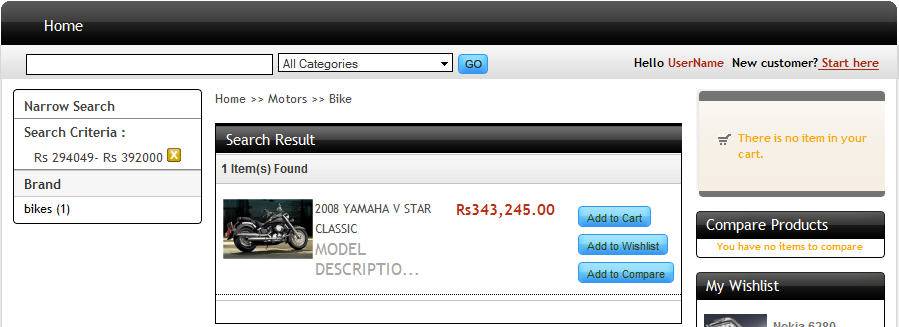 Home
All Categories
GO
Hello UserName New customer? Start here
Narrow Search
Search Criteria :
Rs 294049- Rs 392000
Brand
bikes (1)
Home >> Motors >> Bike
Search Result
1 Item(s) Found
2008 YAMAHA V STAR
CLASSIC
MODEL
DESCRIPTIO...
Rs343,245.00
Add to Cart
Add to Wishlist
Add to Compare
There is no item in your
cart.
Compare Products
You have no items to compare
My Wishlist
Nokia 6280